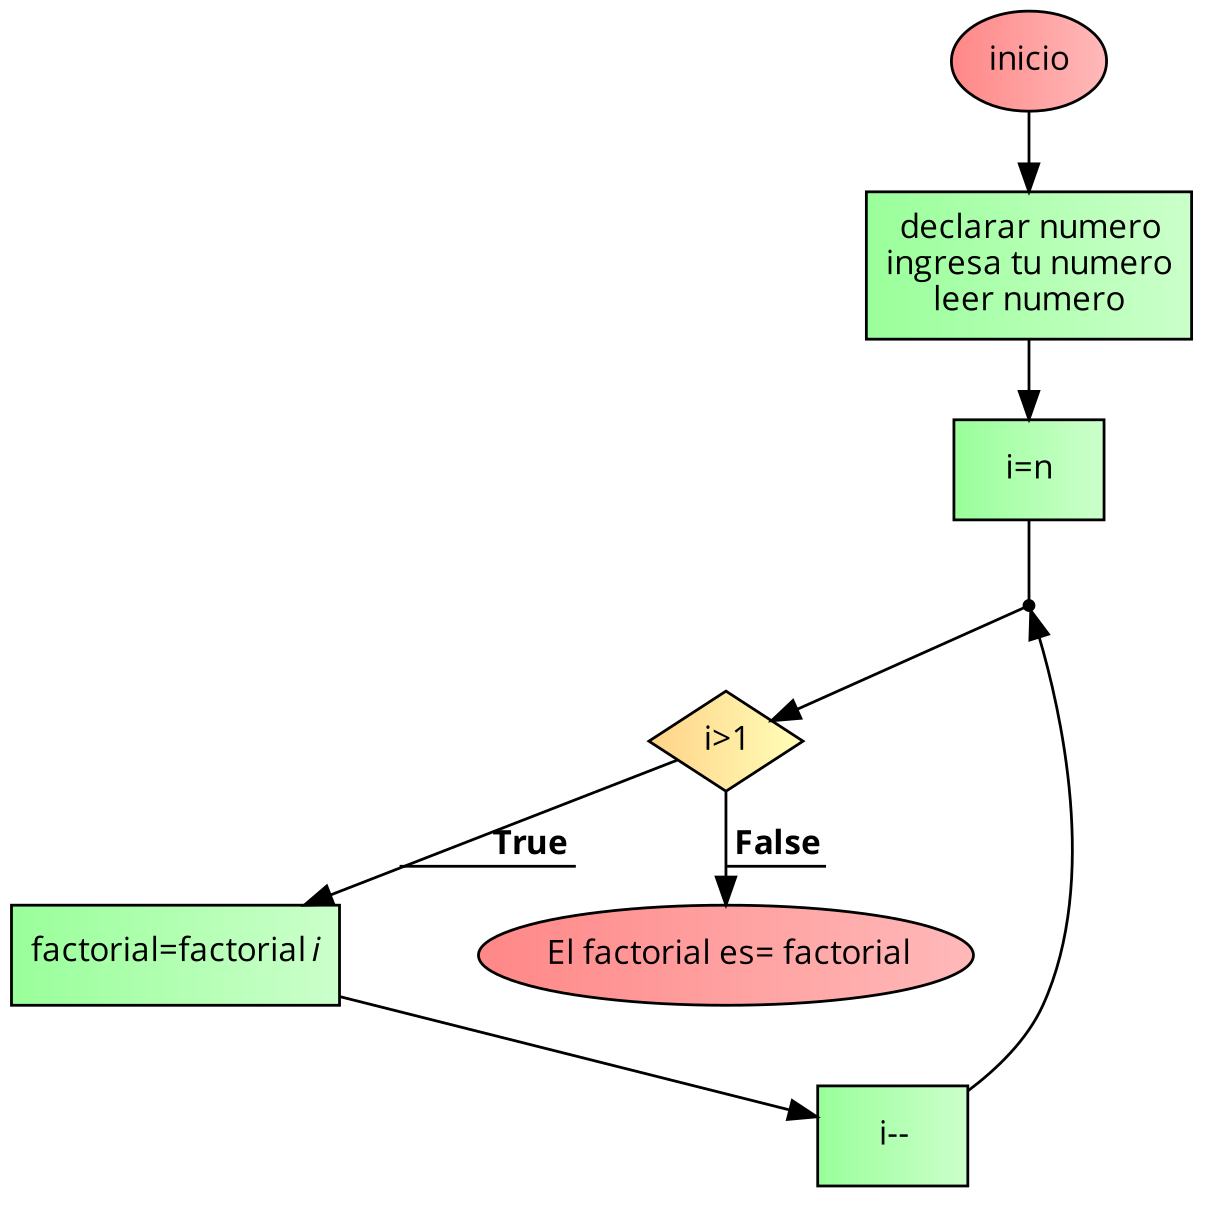 inicio
declarar numero
ingresa tu numero
leer numero
i=n
i>1
True
False
factorial=factorial i
El factorial es= factorial
i--